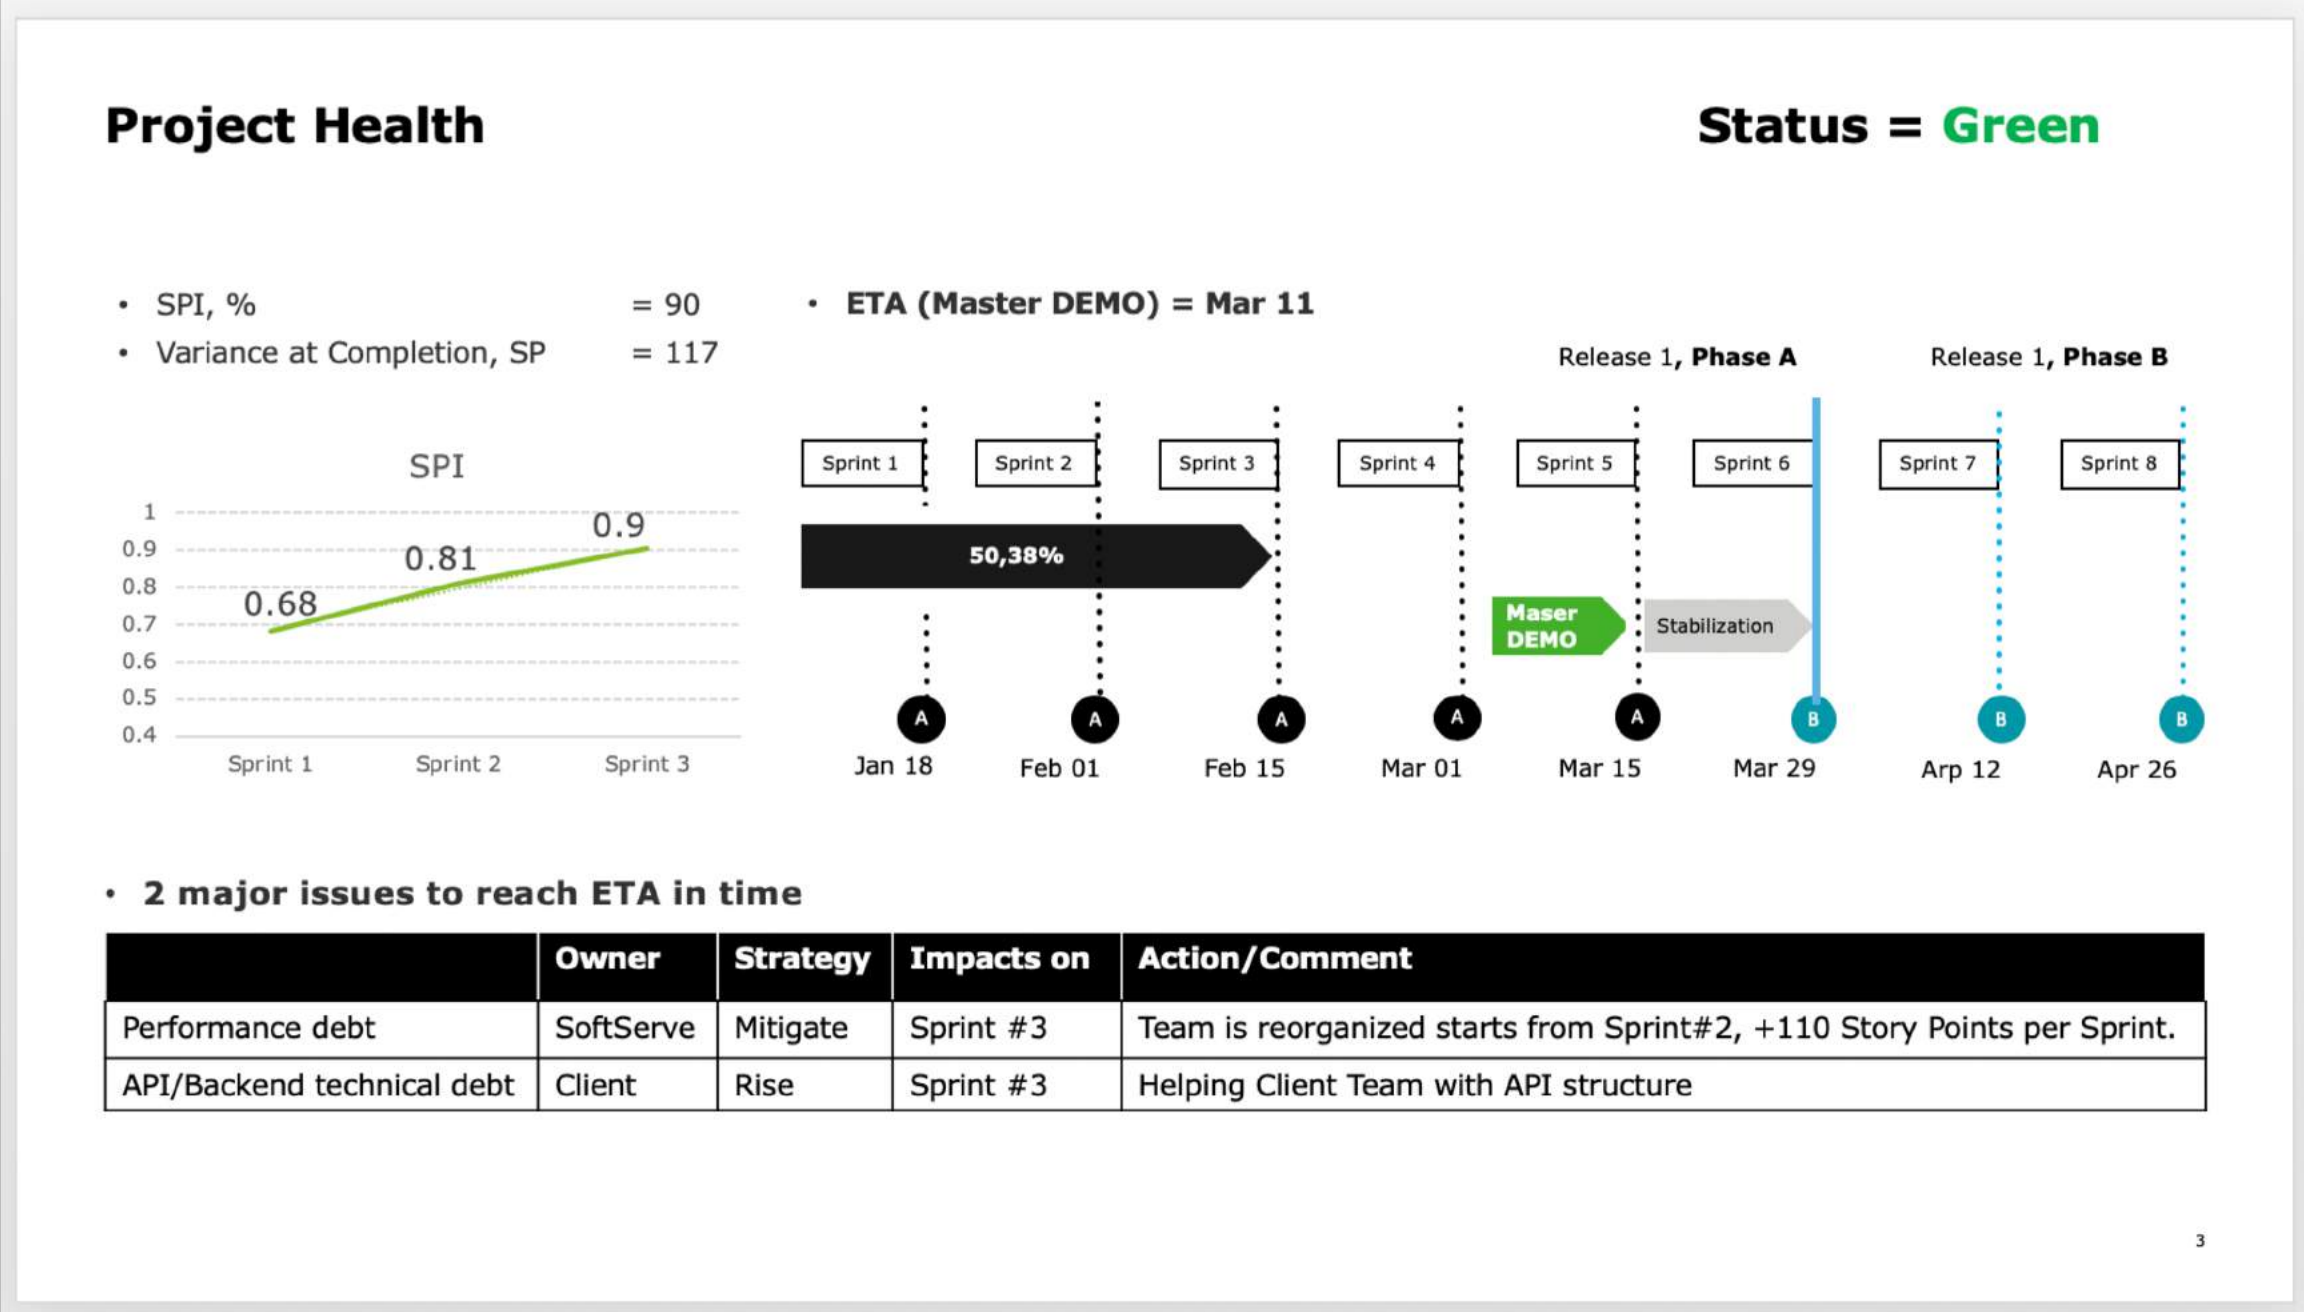 Project Health
Status = Green
• SPI, % = 90
• Variance at Completion, SP = 117
SPI
1
0.9
0.8
0.7
0.6
0.5
0.4
0.68
0.81
0.9
Sprint 1
Sprint 2
Sprint 3
• ETA (Master DEMO) = Mar 11
Release 1, Phase A
Release 1, Phase B
Sprint 1
Sprint 2
Sprint 3
Sprint 4
Sprint 5
Sprint 6
Sprint 7
Sprint 8
50,38%
Maser
DEMO
Stabilization
A
A
A
A
A
B
B
B
Jan 18
Feb 01
Feb 15
Mar 01
Mar 15
Mar 29
Arp 12
Apr 26
• 2 major issues to reach ETA in time
Owner Strategy Impacts on Action/Comment
Performance debt SoftServe Mitigate Sprint #3 Team is reorganized starts from Sprint#2, +110 Story Points per Sprint.
API/Backend technical debt Client Rise Sprint #3 Helping Client Team with API structure
3